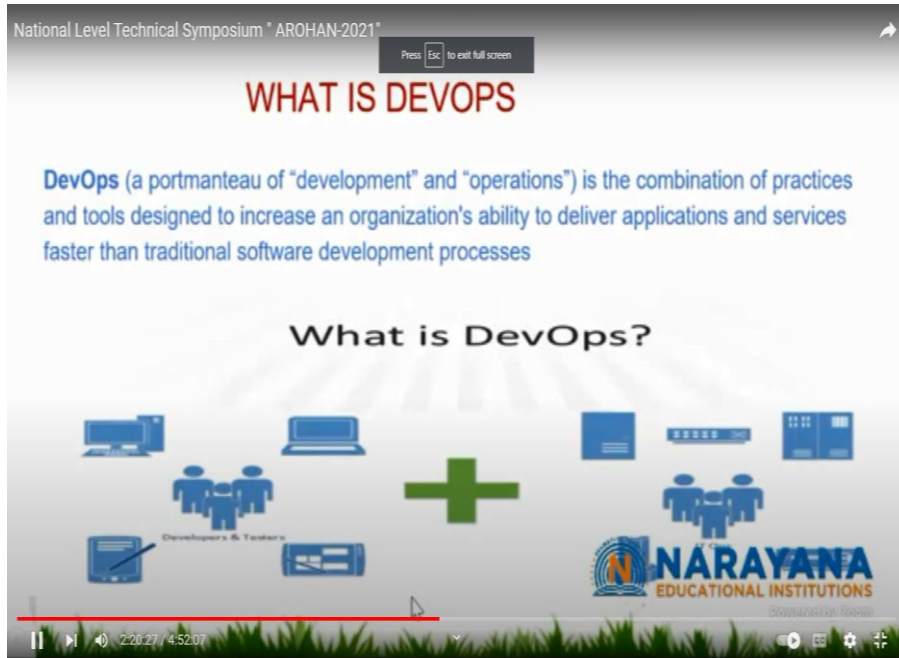 National Level Technical Symposium " AROHAN-2021"
Press Esc to exit full screen
WHAT IS DEVOPS
DevOps (a portmanteau of “development” and “operations”) is the combination of practices
and tools designed to increase an organization's ability to deliver applications and services
faster than traditional software development processes
What is DevOps?
Developers & Testers
NARAYANA
EDUCATIONAL INSTITUTIONS
Powered by Zoom
2:20:27 / 4:52:07